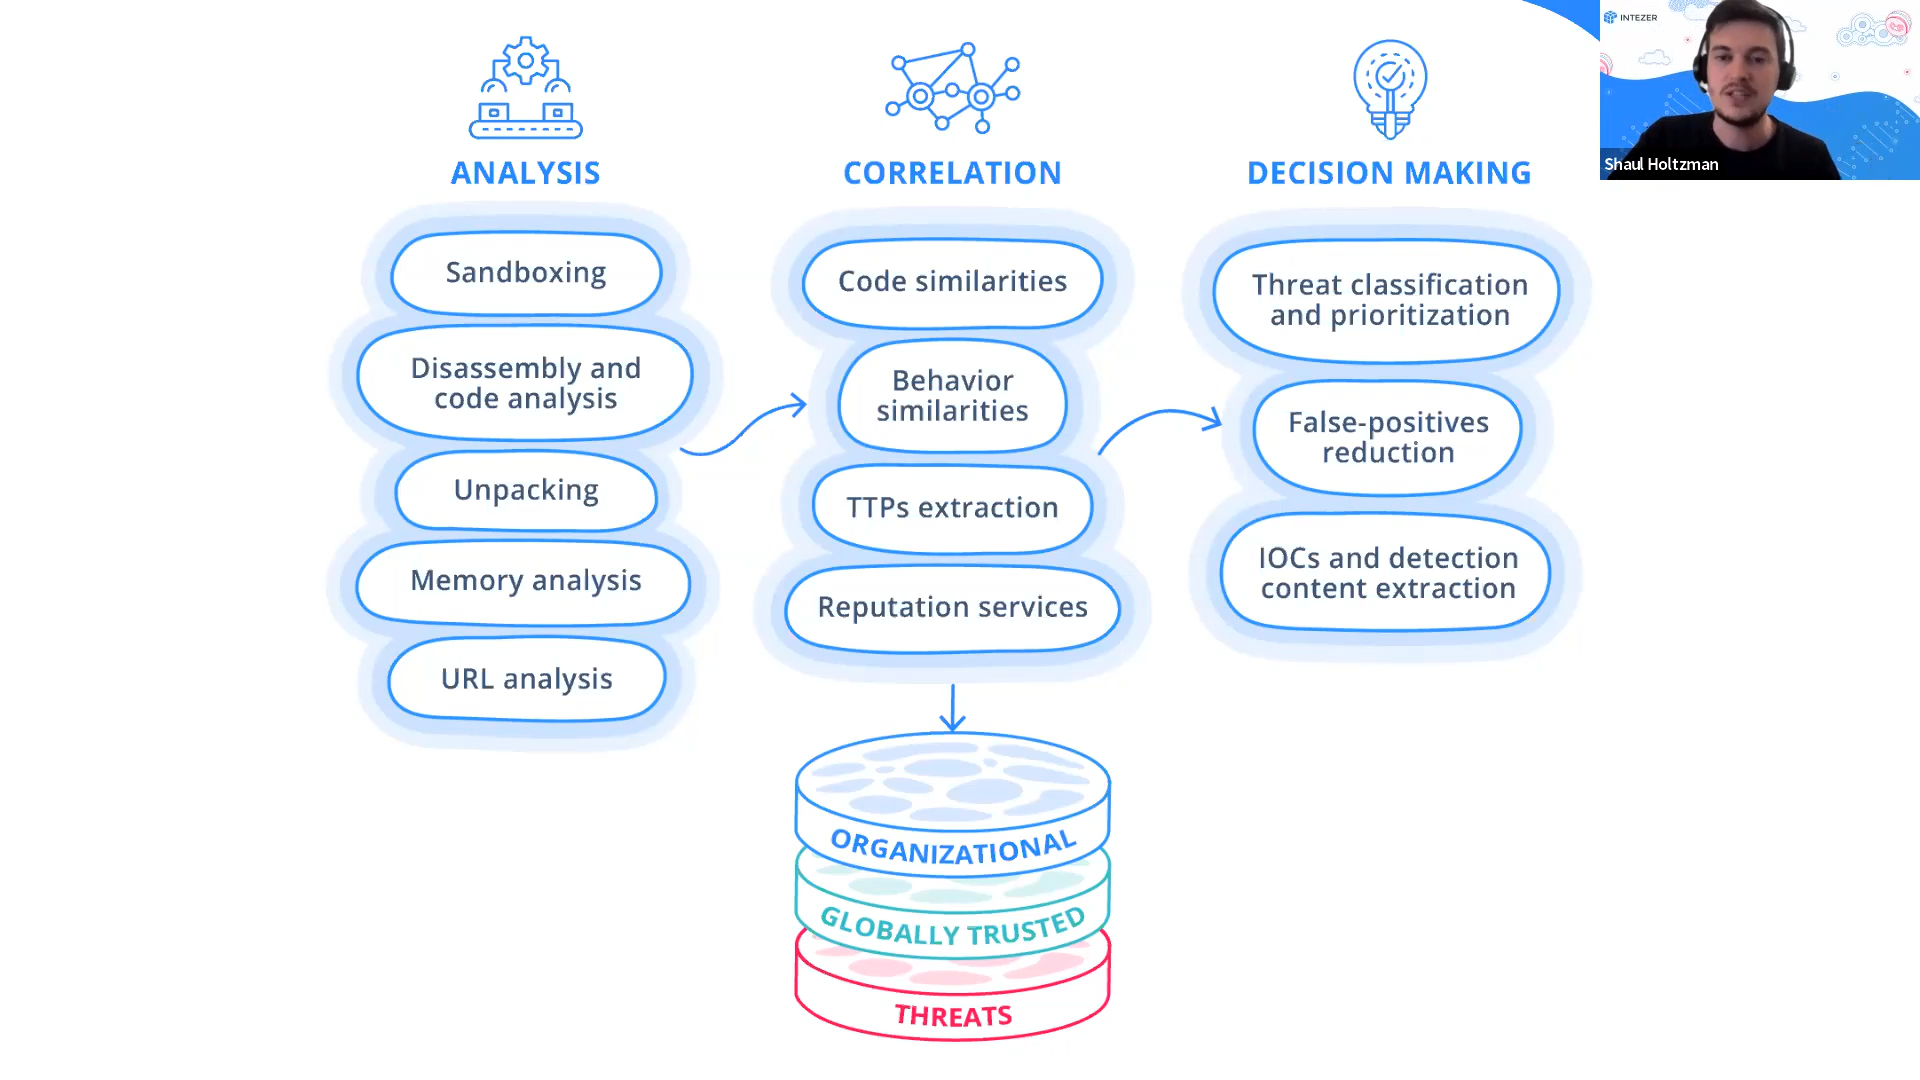 ANALYSIS
Sandboxing
Disassembly and
code analysis
Unpacking
Memory analysis
URL analysis
CORRELATION
Code similarities
Behavior
similarities
TTPs extraction
Reputation services
ORGANIZATIONAL
GLOBALLY TRUSTED
THREATS
DECISION MAKING
Threat classification
and prioritization
False-positives
reduction
IOCs and detection
content extraction
INTEZER
Shaul Holtzman